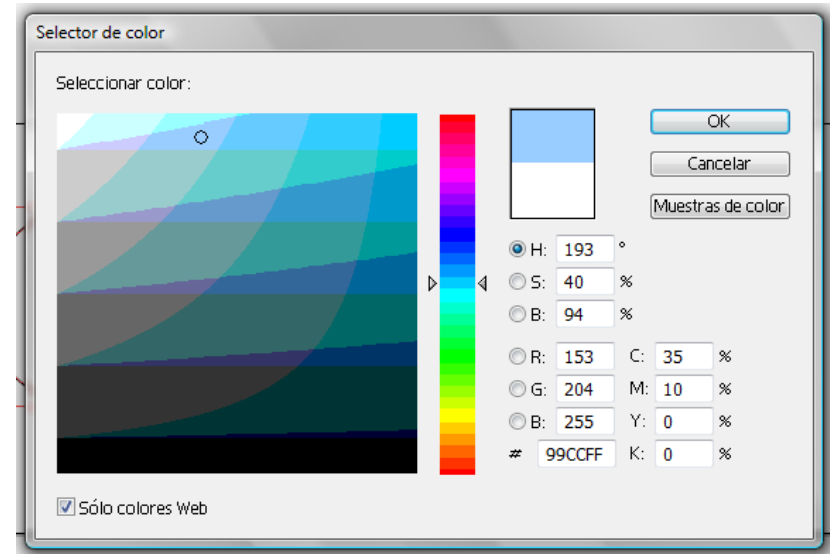 Selector de color
Seleccionar color:
OK
Cancelar
Muestras de color
H: 193 °
S: 40 %
B: 94 %
R: 153 C: 35 %
G: 204 M: 10 %
B: 255 Y: 0 %
# 99CCFF K: 0 %
Sólo colores Web